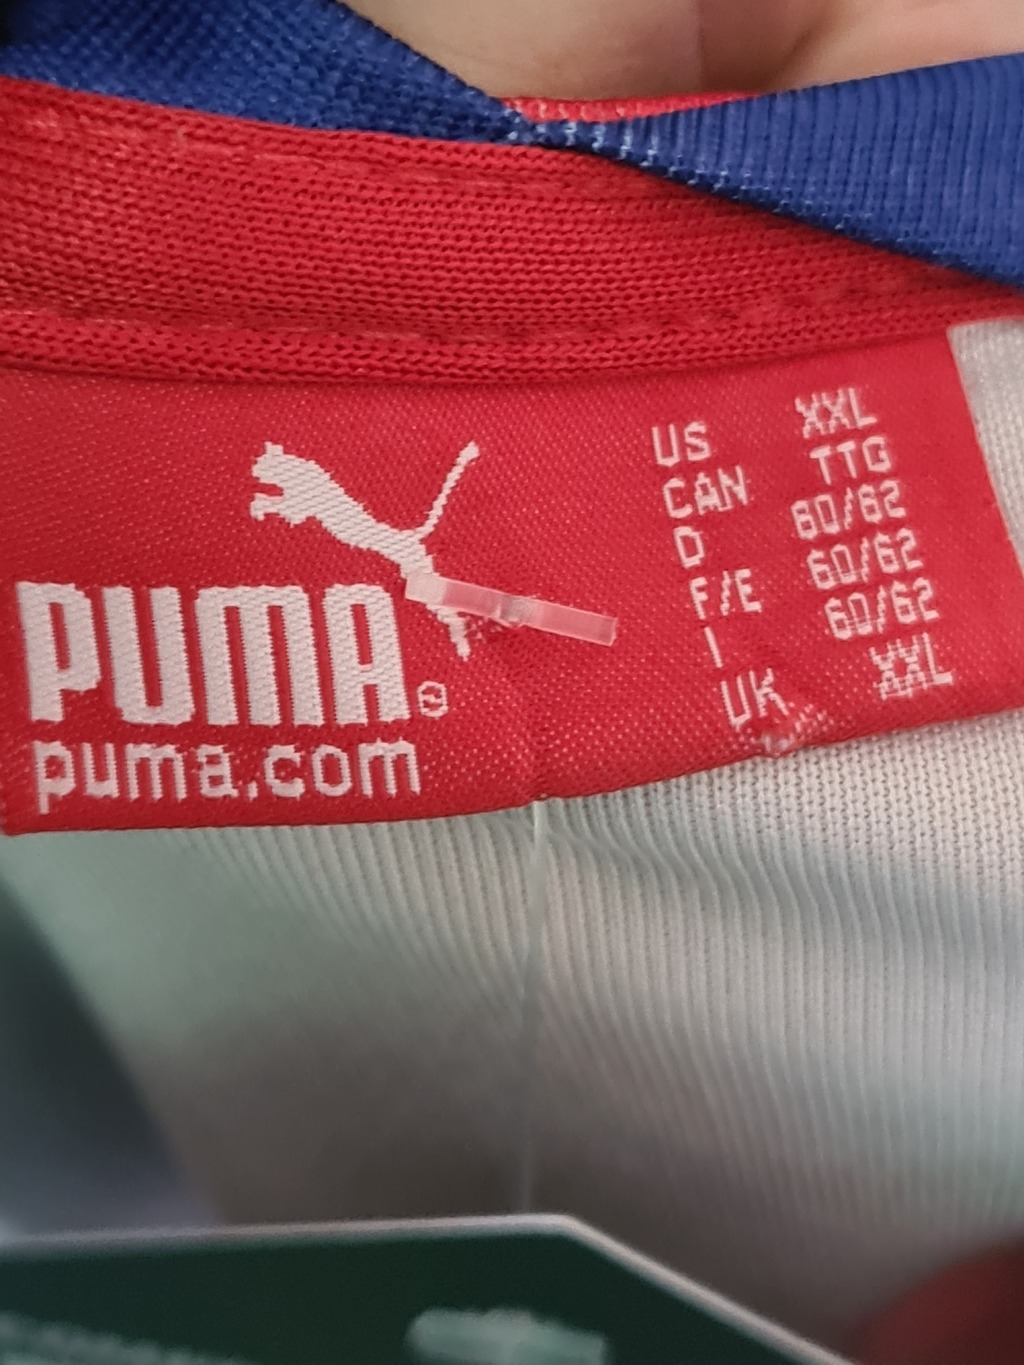 PUMA
puma.com
US XXL
CAN TTG
D 60/62
F/E 60/62
I 60/62
UK XXL